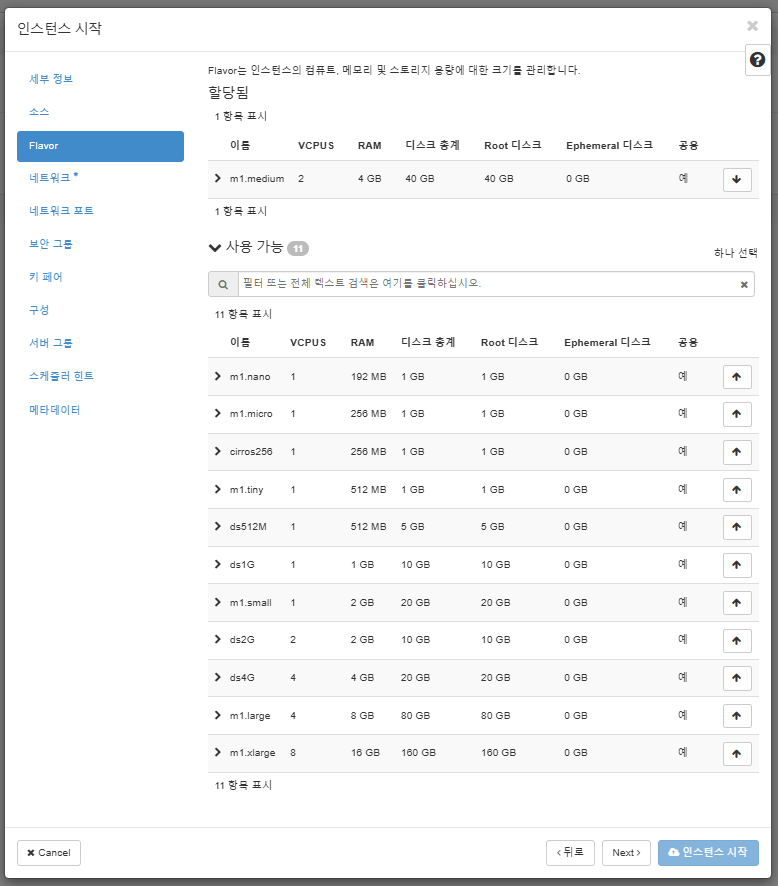 인스턴스 시작
세부 정보
소스
Flavor
네트워크 *
네트워크 포트
보안 그룹
키 페어
구성
서버 그룹
스케줄러 힌트
메타데이터
Flavor는 인스턴스의 컴퓨트, 메모리 및 스토리지 용량에 대한 크기를 관리합니다.
할당됨
1 항목 표시
이름 VCPUS RAM 디스크 총계 Root 디스크 Ephemeral 디스크 공용
m1.medium 2 4 GB 40 GB 40 GB 0 GB 예
1 항목 표시
사용 가능 11
하나 선택
필터 또는 전체 텍스트 검색은 여기를 클릭하십시오.
11 항목 표시
이름 VCPUS RAM 디스크 총계 Root 디스크 Ephemeral 디스크 공용
m1.nano 1 192 MB 1 GB 1 GB 0 GB 예
m1.micro 1 256 MB 1 GB 1 GB 0 GB 예
cirros256 1 256 MB 1 GB 1 GB 0 GB 예
m1.tiny 1 512 MB 1 GB 1 GB 0 GB 예
ds512M 1 512 MB 5 GB 5 GB 0 GB 예
ds1G 1 1 GB 10 GB 10 GB 0 GB 예
m1.small 1 2 GB 20 GB 20 GB 0 GB 예
ds2G 2 2 GB 10 GB 10 GB 0 GB 예
ds4G 4 4 GB 20 GB 20 GB 0 GB 예
m1.large 4 8 GB 80 GB 80 GB 0 GB 예
m1.xlarge 8 16 GB 160 GB 160 GB 0 GB 예
11 항목 표시
× Cancel
‹ 뒤로
Next ›
인스턴스 시작